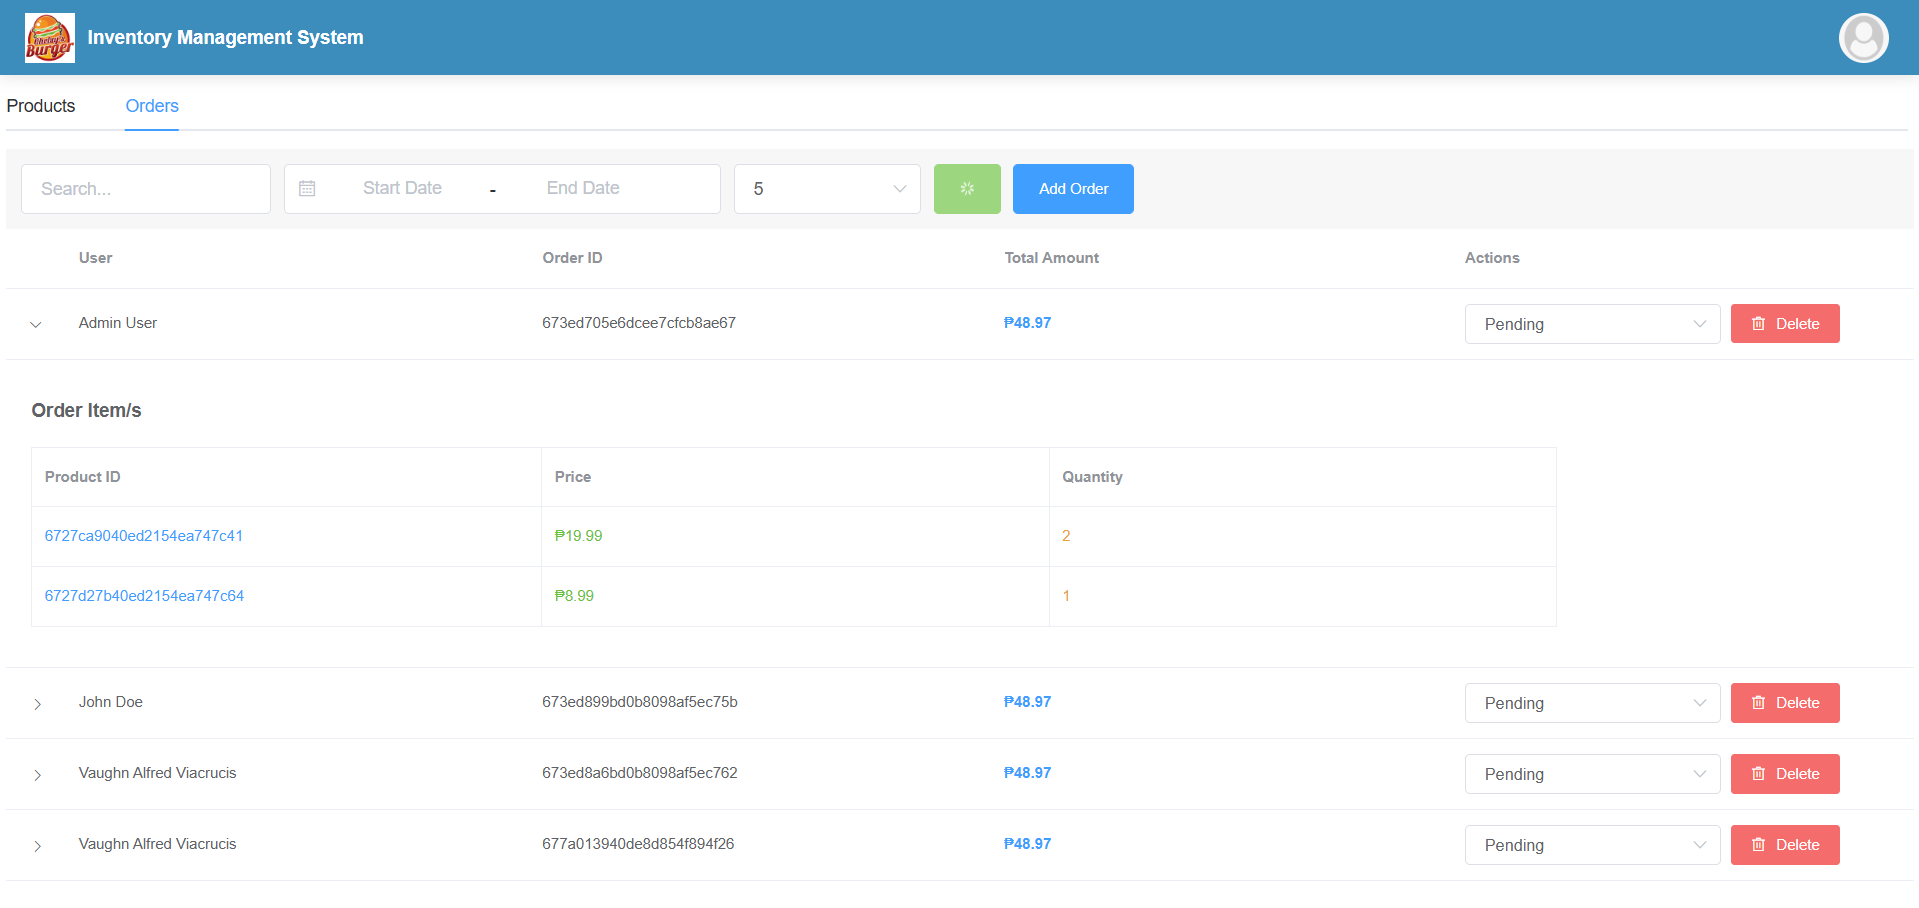 Chelsy's
Burger
Inventory Management System
Products Orders
Search... Start Date - End Date 5 Add Order
User Order ID Total Amount Actions
Admin User 673ed705e6dcee7cfcb8ae67 ₱48.97 Pending Delete
Order Item/s
Product ID Price Quantity
6727ca9040ed2154ea747c41 ₱19.99 2
6727d27b40ed2154ea747c64 ₱8.99 1
John Doe 673ed899bd0b8098af5ec75b ₱48.97 Pending Delete
Vaughn Alfred Viacrucis 673ed8a6bd0b8098af5ec762 ₱48.97 Pending Delete
Vaughn Alfred Viacrucis 677a013940de8d854f894f26 ₱48.97 Pending Delete